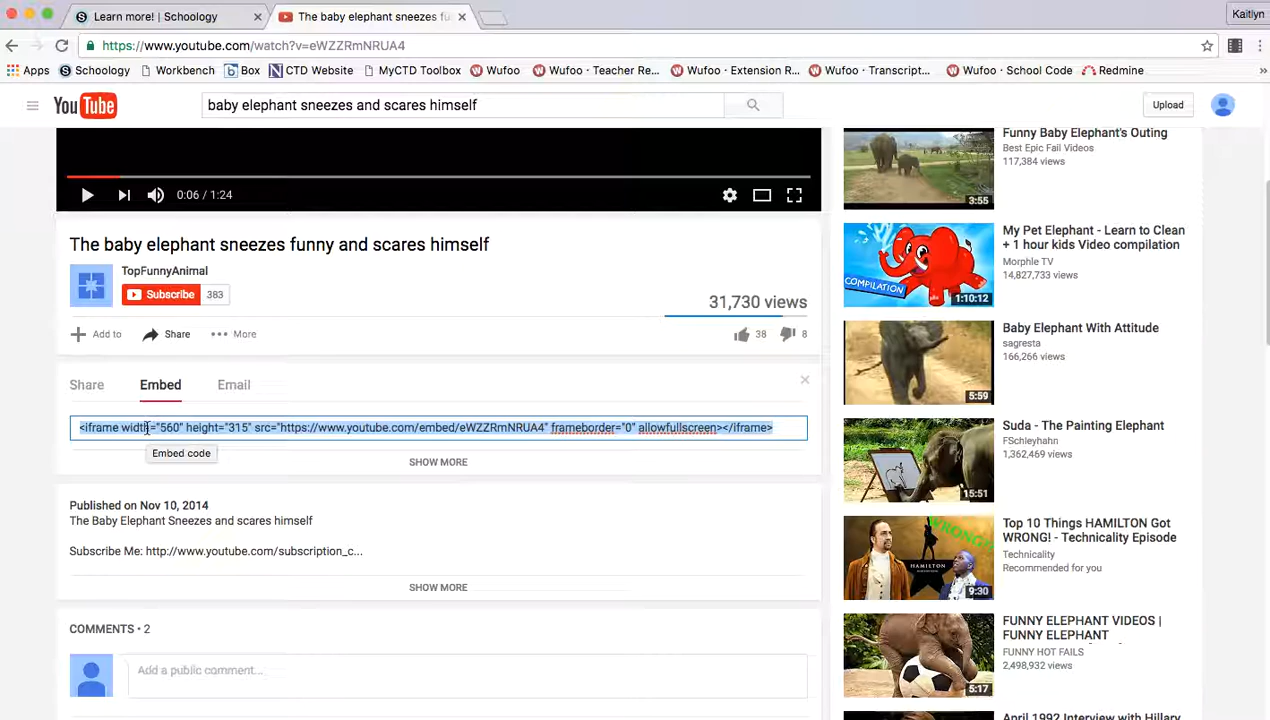 Learn more! | Schoology
The baby elephant sneezes fu
Kaitlyn
https://www.youtube.com/watch?v=eWZZRmNRUA4
Apps Schoology Workbench Box CTD Website MyCTD Toolbox Wufoo Wufoo - Teacher Re... Wufoo - Extension R... Wufoo - Transcript... Wufoo - School Code Redmine »
YouTube
baby elephant sneezes and scares himself
Upload
0:06 / 1:24
The baby elephant sneezes funny and scares himself
TopFunnyAnimal
Subscribe 383
31,730 views
Add to Share More 38 8
Share Embed Email
<iframe width="560" height="315" src="https://www.youtube.com/embed/eWZZRmNRUA4" frameborder="0" allowfullscreen></iframe>
Embed code
SHOW MORE
Published on Nov 10, 2014
The Baby Elephant Sneezes and scares himself
Subscribe Me: http://www.youtube.com/subscription_c...
SHOW MORE
COMMENTS • 2
Add a public comment...
Funny Baby Elephant's Outing
Best Epic Fail Videos
117,384 views
3:55
My Pet Elephant - Learn to Clean
+ 1 hour kids Video compilation
Morphle TV
14,827,733 views
COMPILATION
1:10:12
Baby Elephant With Attitude
sagresta
166,266 views
5:59
Suda - The Painting Elephant
FSchleyhahn
1,362,469 views
15:51
Top 10 Things HAMILTON Got
WRONG! - Technicality Episode
Technicality
Recommended for you
WRONG!
HAMILTON
9:30
FUNNY ELEPHANT VIDEOS |
FUNNY ELEPHANT
FUNNY HOT FAILS
2,498,932 views
5:17
April 1992 Interview with Hillary